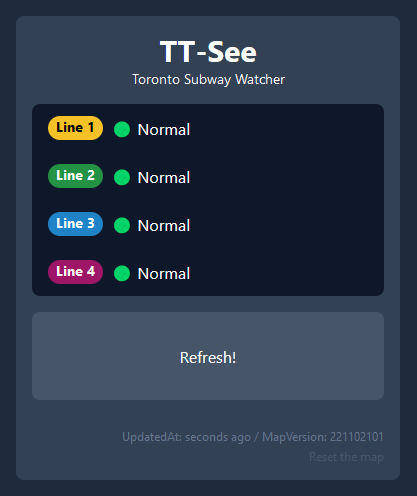 TT-See
Toronto Subway Watcher
Line 1 Normal
Line 2 Normal
Line 3 Normal
Line 4 Normal
Refresh!
UpdatedAt: seconds ago / MapVersion: 221102101
Reset the map